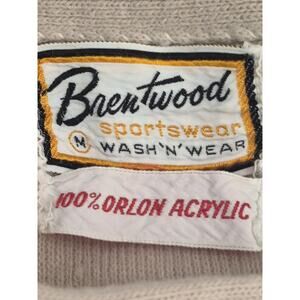 Brentwood
sportswear
M WASH'N'WEAR
100% ORLON ACRYLIC